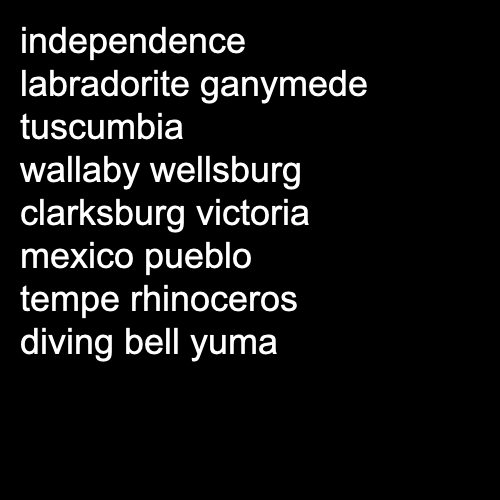 independence
labradorite ganymede
tuscumbia
wallaby wellsburg
clarksburg victoria
mexico pueblo
tempe rhinoceros
diving bell yuma